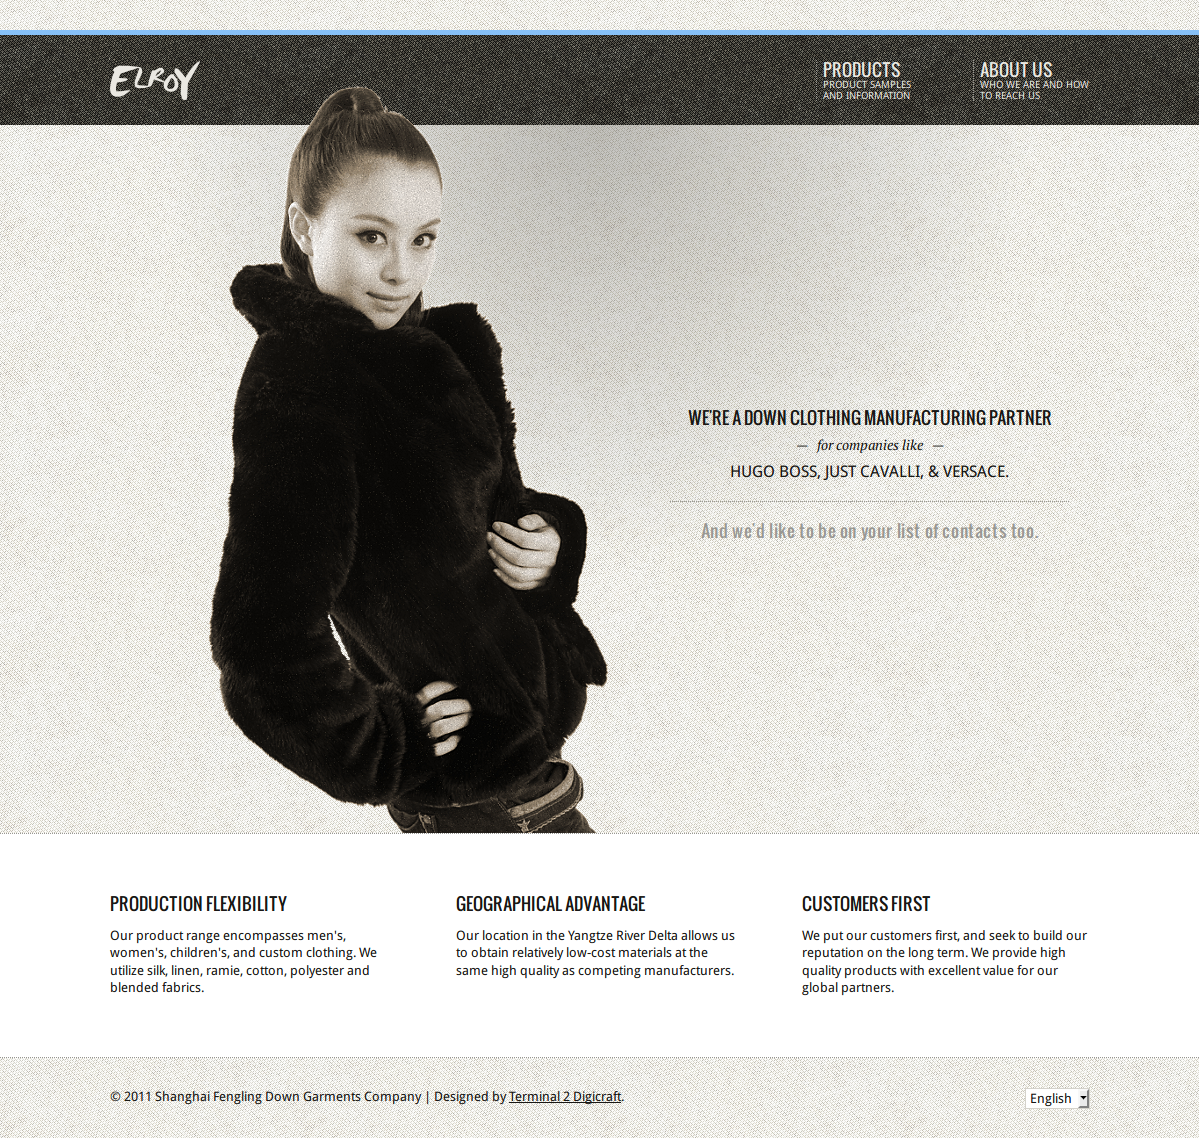 ELROY
PRODUCTS
PRODUCT SAMPLES
AND INFORMATION
ABOUT US
WHO WE ARE AND HOW
TO REACH US
WE'RE A DOWN CLOTHING MANUFACTURING PARTNER
— for companies like —
HUGO BOSS, JUST CAVALLI, & VERSACE.
And we'd like to be on your list of contacts too.
PRODUCTION FLEXIBILITY
Our product range encompasses men's,
women's, children's, and custom clothing. We
utilize silk, linen, ramie, cotton, polyester and
blended fabrics.
GEOGRAPHICAL ADVANTAGE
Our location in the Yangtze River Delta allows us
to obtain relatively low-cost materials at the
same high quality as competing manufacturers.
CUSTOMERS FIRST
We put our customers first, and seek to build our
reputation on the long term. We provide high
quality products with excellent value for our
global partners.
© 2011 Shanghai Fengling Down Garments Company | Designed by Terminal 2 Digicraft.
English